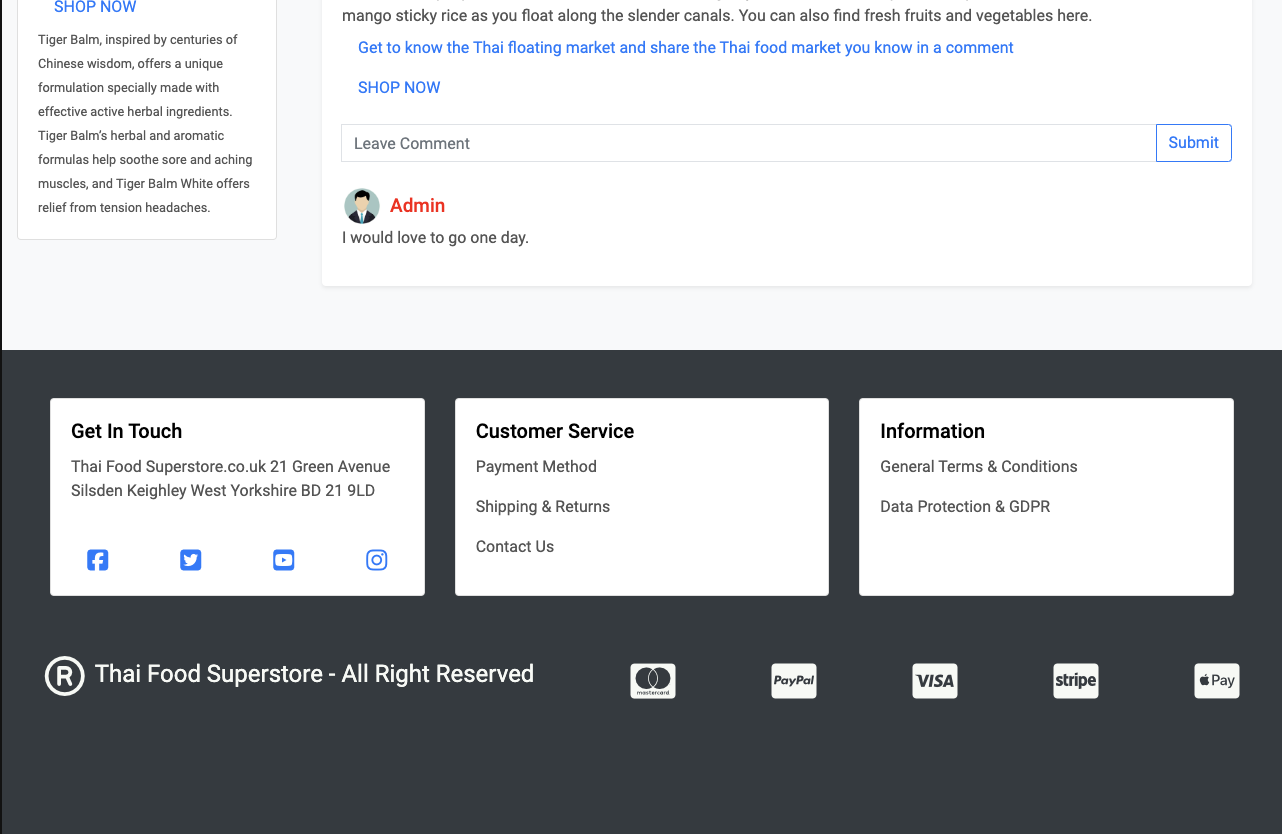 SHOP NOW
Tiger Balm, inspired by centuries of
Chinese wisdom, offers a unique
formulation specially made with
effective active herbal ingredients.
Tiger Balm's herbal and aromatic
formulas help soothe sore and aching
muscles, and Tiger Balm White offers
relief from tension headaches.
mango sticky rice as you float along the slender canals. You can also find fresh fruits and vegetables here.
Get to know the Thai floating market and share the Thai food market you know in a comment
SHOP NOW
Leave Comment
Submit
Admin
I would love to go one day.
Get In Touch
Thai Food Superstore.co.uk 21 Green Avenue
Silsden Keighley West Yorkshire BD 21 9LD
Customer Service
Payment Method
Shipping & Returns
Contact Us
Information
General Terms & Conditions
Data Protection & GDPR
® Thai Food Superstore - All Right Reserved
mastercard
PayPal
VISA
stripe
Pay